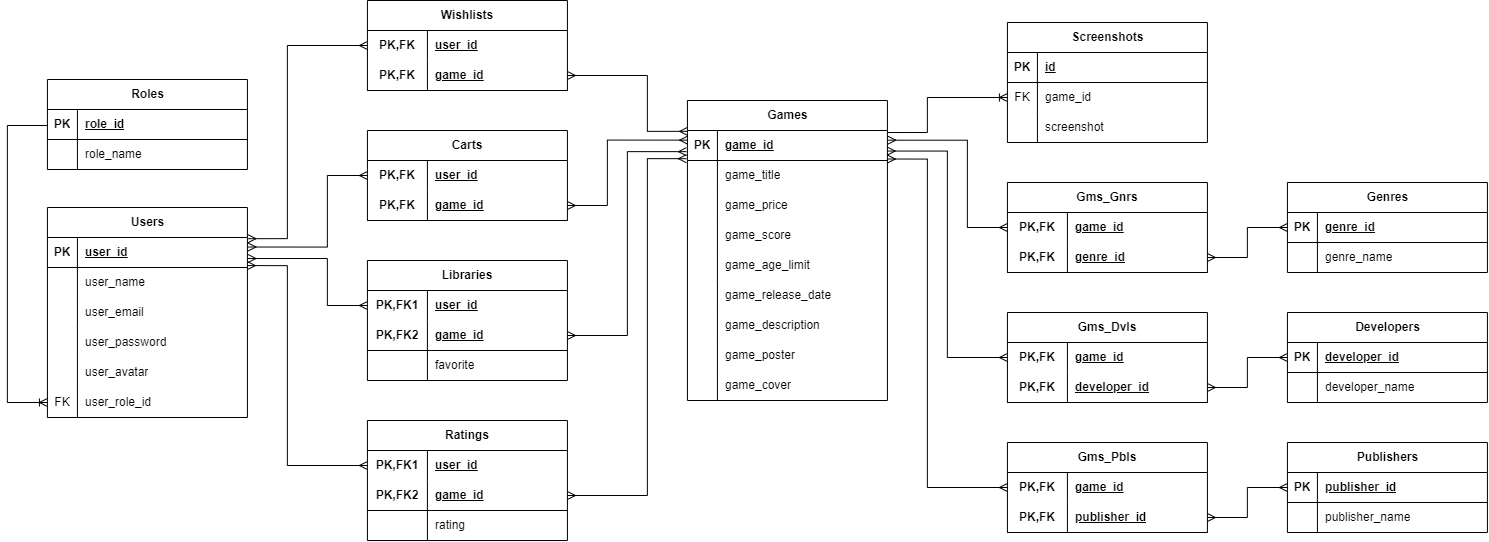 Roles
PK role_id
role_name
Users
PK user_id
user_name
user_email
user_password
user_avatar
FK user_role_id
Wishlists
PK,FK user_id
PK,FK game_id
Carts
PK,FK user_id
PK,FK game_id
Libraries
PK,FK1 user_id
PK,FK2 game_id
favorite
Ratings
PK,FK1 user_id
PK,FK2 game_id
rating
Games
PK game_id
game_title
game_price
game_score
game_age_limit
game_release_date
game_description
game_poster
game_cover
Screenshots
PK id
FK game_id
screenshot
Gms_Gnrs
PK,FK game_id
PK,FK genre_id
Genres
PK genre_id
genre_name
Gms_Dvls
PK,FK game_id
PK,FK developer_id
Developers
PK developer_id
developer_name
Gms_Pbls
PK,FK game_id
PK,FK publisher_id
Publishers
PK publisher_id
publisher_name